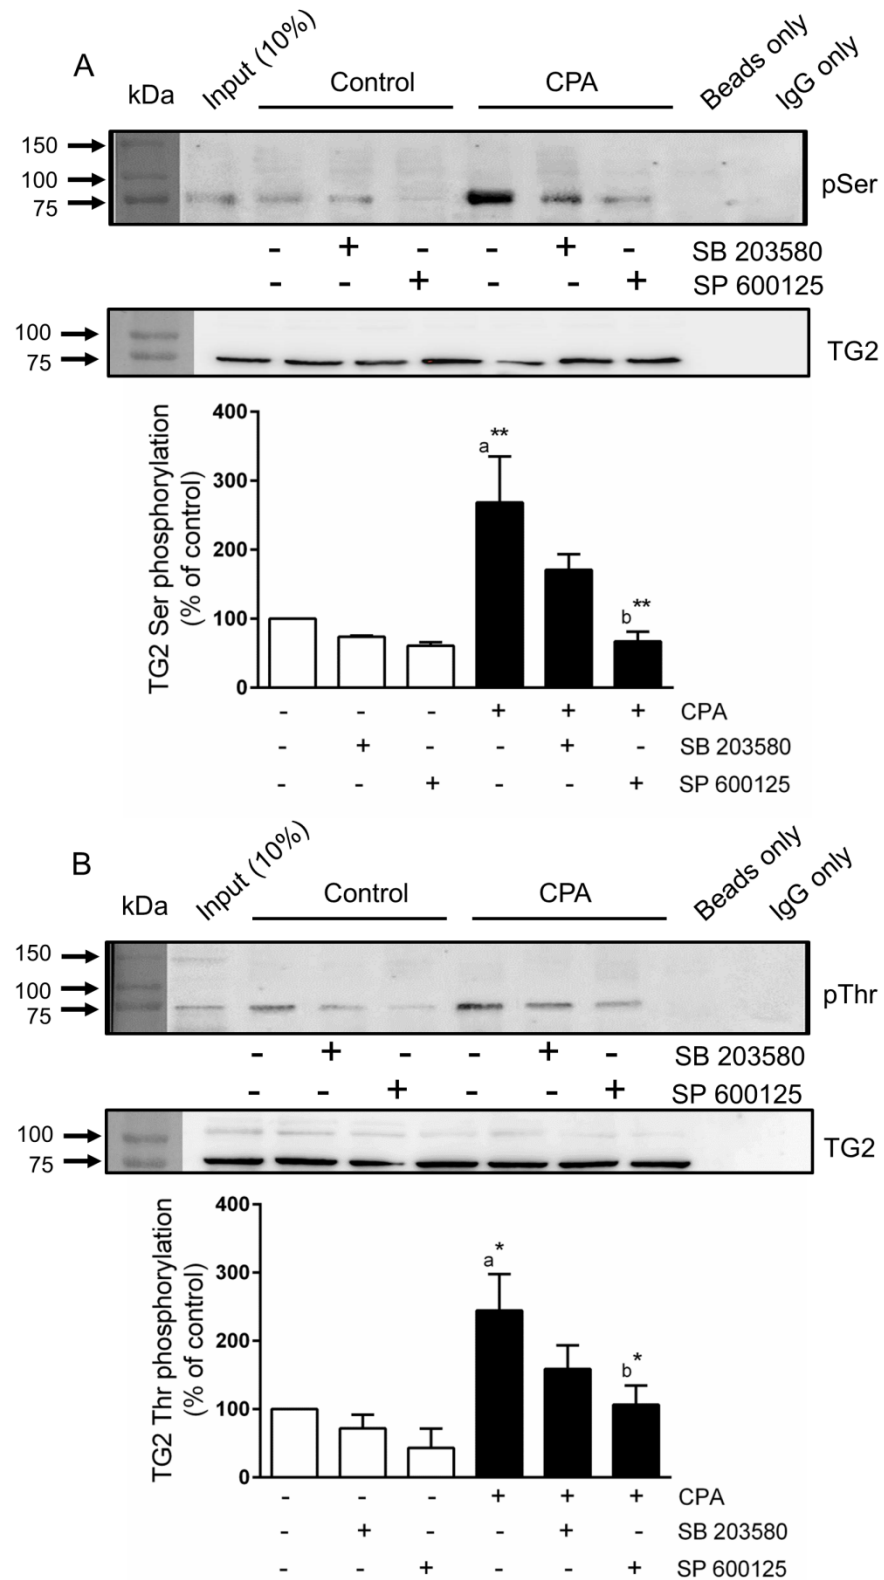 A
kDa Input (10%) Control CPA Beads only IgG only
150
100
75
pSer
- + - - + - SB 203580
- - + - - + SP 600125
100
75
TG2
TG2 Ser phosphorylation
(% of control)
400
300
200
100
0
a**
b**
- - - + + + CPA
- + - - + - SB 203580
- - + - - + SP 600125
B
kDa Input (10%) Control CPA Beads only IgG only
150
100
75
pThr
- + - - + - SB 203580
- - + - - + SP 600125
100
75
TG2
TG2 Thr phosphorylation
(% of control)
400
300
200
100
0
a*
b*
- - - + + + CPA
- + - - + - SB 203580
- - + - - + SP 600125